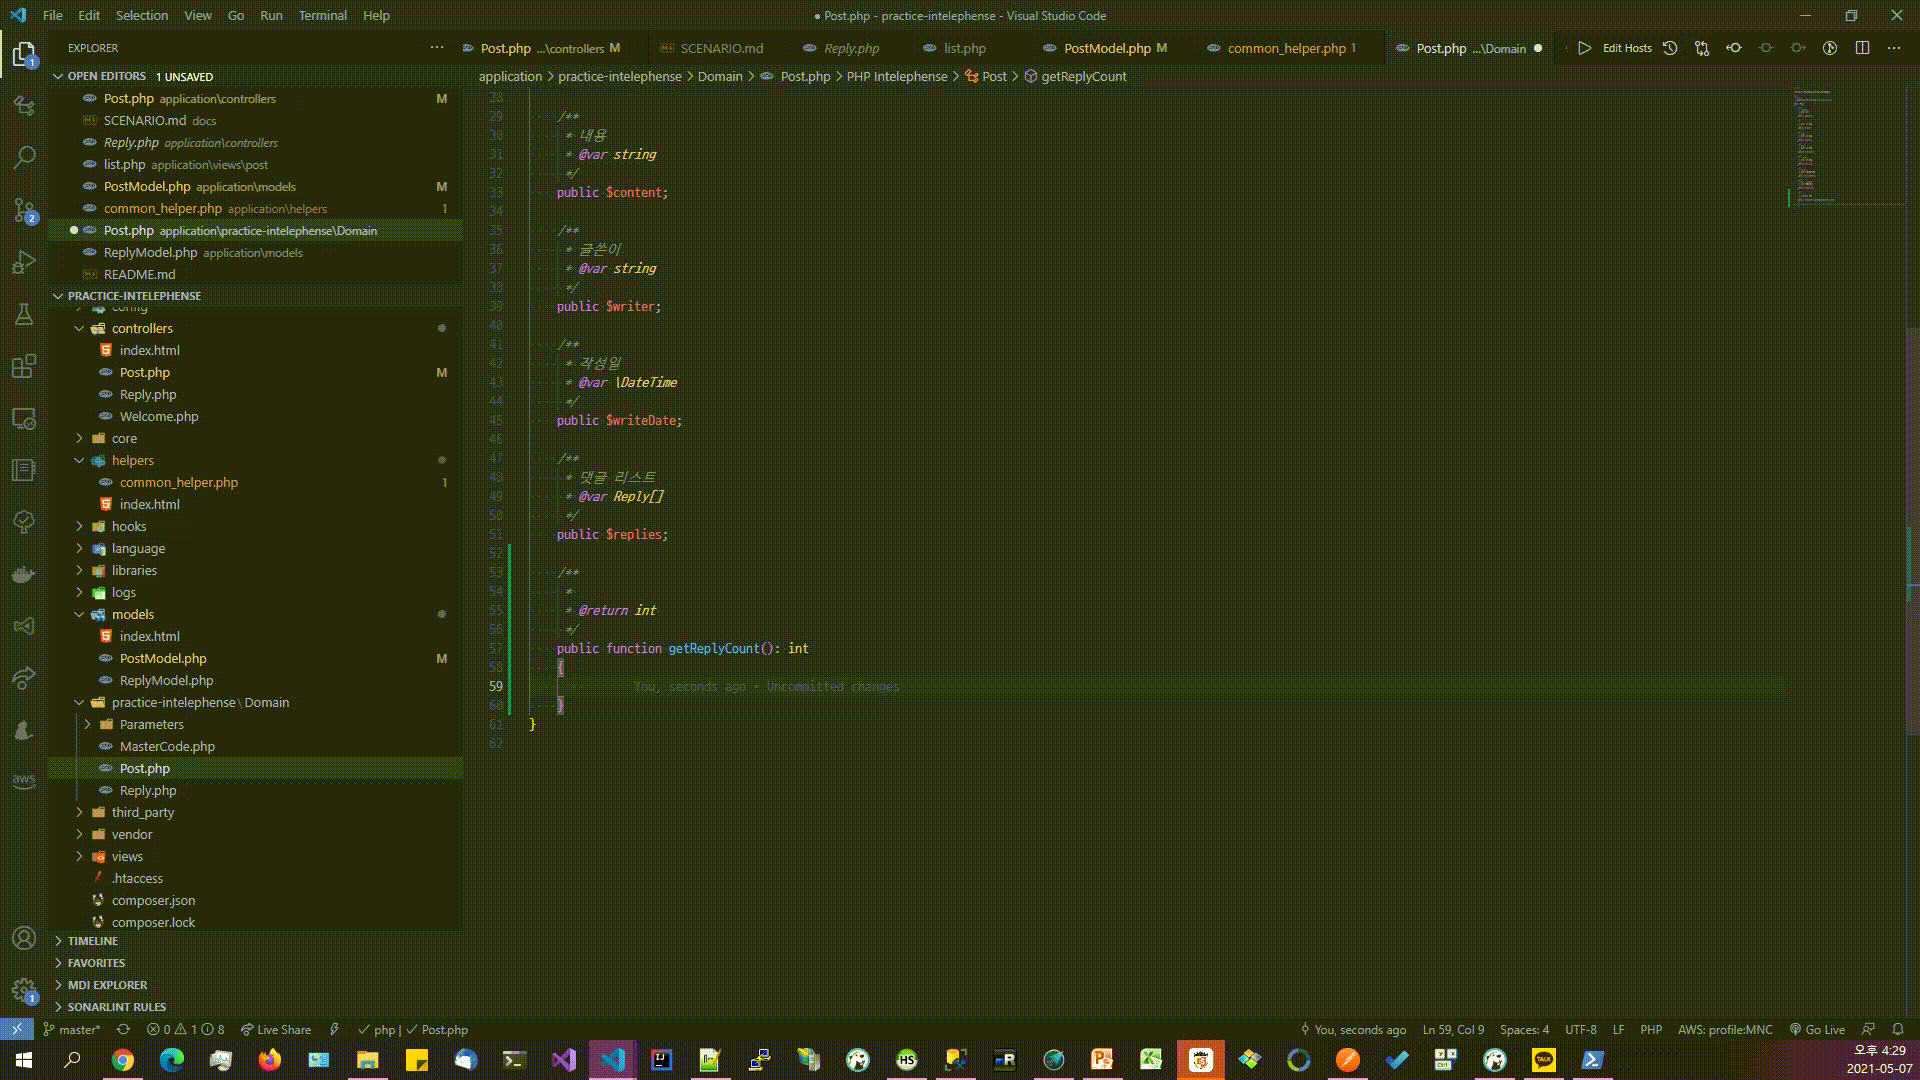 File Edit Selection View Go Run Terminal Help
● Post.php - practice-intelephense - Visual Studio Code
EXPLORER
Post.php ...\controllers M
SCENARIO.md
Reply.php
list.php
PostModel.php M
common_helper.php 1
Post.php ...\Domain ●
Edit Hosts
OPEN EDITORS 1 UNSAVED
Post.php application\controllers M
SCENARIO.md docs
Reply.php application\controllers
list.php application\views\post
PostModel.php application\models M
common_helper.php application\helpers 1
Post.php application\practice-intelephense\Domain
ReplyModel.php application\models
README.md
PRACTICE-INTELEPHENSE
config
controllers
index.html
Post.php M
Reply.php
Welcome.php
core
helpers
common_helper.php 1
index.html
hooks
language
libraries
logs
models
index.html
PostModel.php M
ReplyModel.php
practice-intelephense\Domain
Parameters
MasterCode.php
Post.php
Reply.php
third_party
vendor
views
.htaccess
composer.json
composer.lock
TIMELINE
FAVORITES
MDI EXPLORER
SONARLINT RULES
application > practice-intelephense > Domain > Post.php > PHP Intelephense > Post > getReplyCount
28
29 /**
30 * 내용
31 * @var string
32 */
33 public $content;
34
35 /**
36 * 글쓴이
37 * @var string
38 */
39 public $writer;
40
41 /**
42 * 작성일
43 * @var \DateTime
44 */
45 public $writeDate;
46
47 /**
48 * 댓글 리스트
49 * @var Reply[]
50 */
51 public $replies;
52
53 /**
54 *
55 * @return int
56 */
57 public function getReplyCount(): int
58 {
59 You, seconds ago • Uncommitted changes
60 }
61 }
62
1
2
aws
1
master* 0 1 8 Live Share php | Post.php
You, seconds ago Ln 59, Col 9 Spaces: 4 UTF-8 LF PHP AWS: profile:MNC Go Live
오후 4:29
2021-05-07